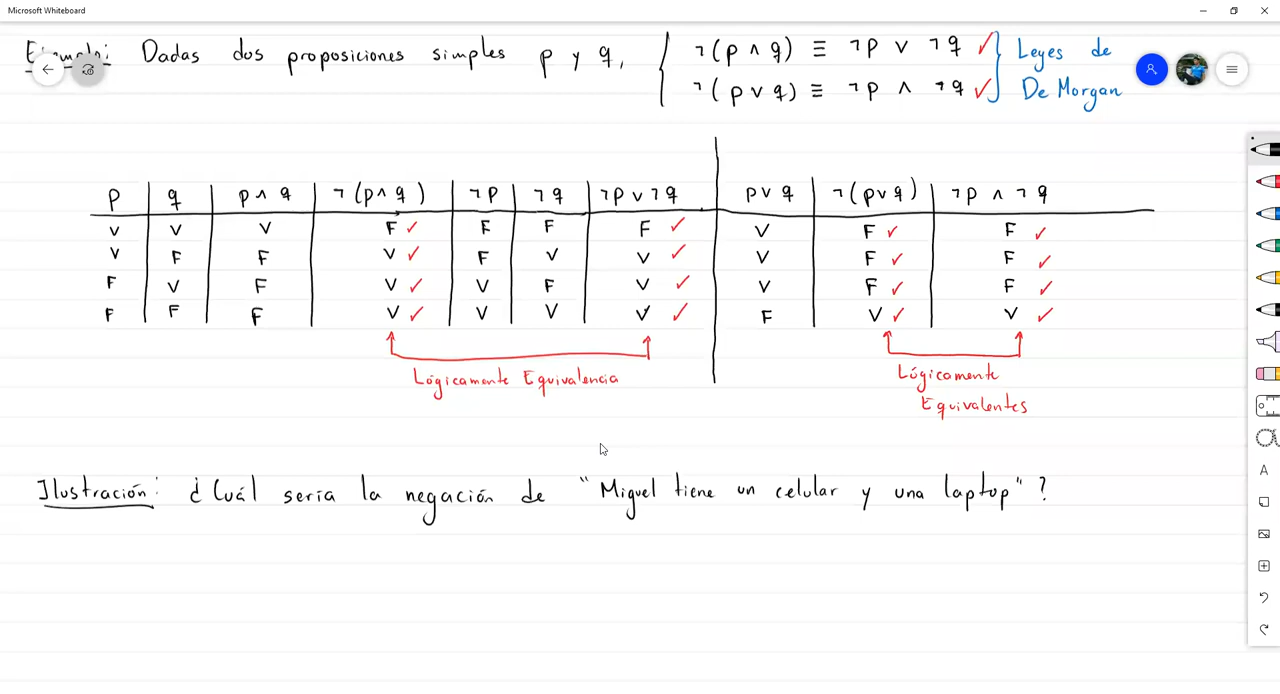 Microsoft Whiteboard
Dadas dos proposiciones simples p y q, ¬(p ∧ q) ≡ ¬p ∨ ¬q ✓ Leyes de
¬(p ∨ q) ≡ ¬p ∧ ¬q ✓ De Morgan
p q p ∧ q ¬(p ∧ q) ¬p ¬q ¬p ∨ ¬q p ∨ q ¬(p ∨ q) ¬p ∧ ¬q
V V V F ✓ F F F ✓ V F ✓ F ✓
V F F V ✓ F V V ✓ V F ✓ F ✓
F V F V ✓ V F V ✓ V F ✓ F ✓
F F F V ✓ V V V ✓ F V ✓ V ✓
Lógicamente Equivalencia
Lógicamente
Equivalentes
Ilustración: ¿Cuál sería la negación de "Miguel tiene un celular y una laptop"?
A